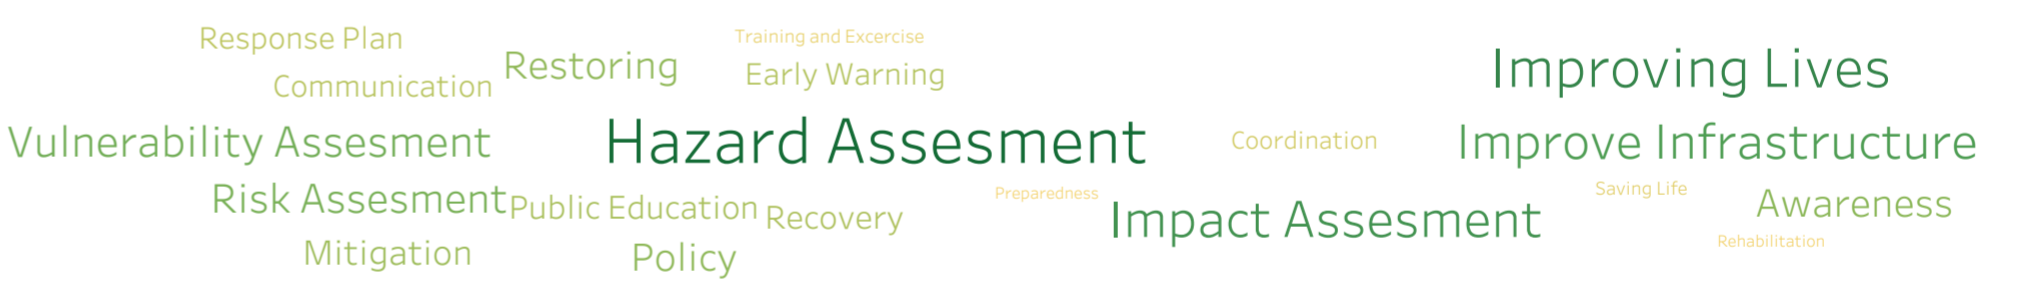 Response Plan
Training and Excercise
Restoring
Early Warning
Improving Lives
Communication
Vulnerability Assesment
Hazard Assesment
Coordination
Improve Infrastructure
Risk Assesment
Public Education
Recovery
Preparedness
Impact Assesment
Saving Life
Awareness
Mitigation
Policy
Rehabilitation